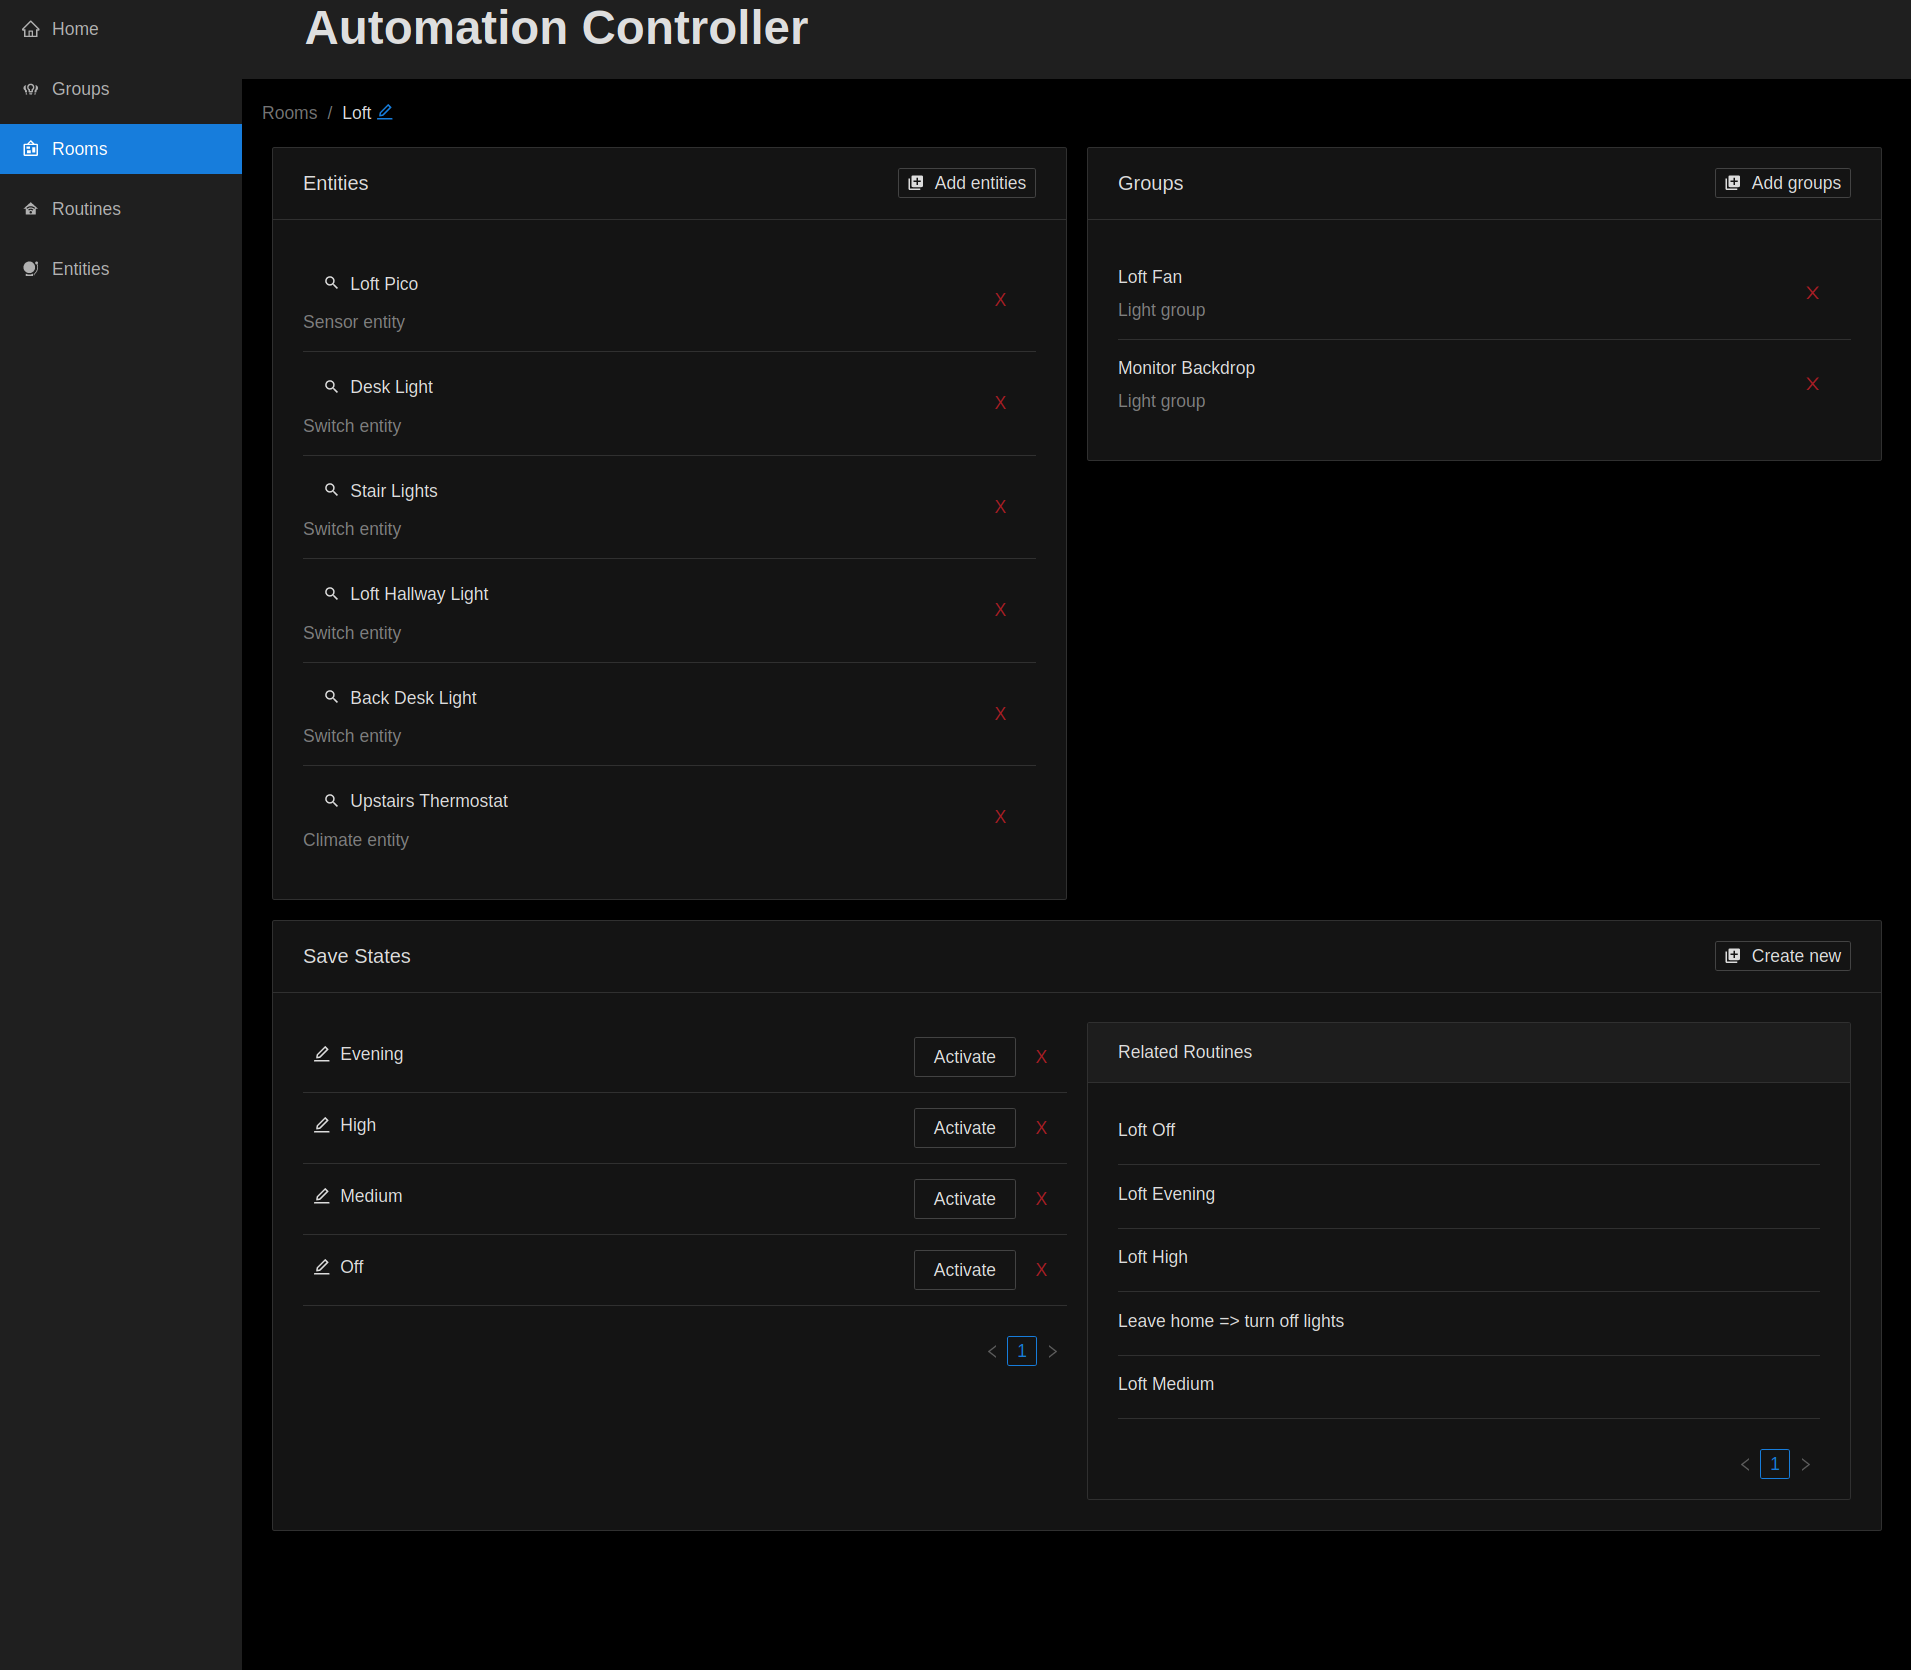 Automation Controller
Home
Groups
Rooms
Routines
Entities
Rooms / Loft
Entities
Add entities
Loft Pico
Sensor entity
X
Desk Light
Switch entity
X
Stair Lights
Switch entity
X
Loft Hallway Light
Switch entity
X
Back Desk Light
Switch entity
X
Upstairs Thermostat
Climate entity
X
Groups
Add groups
Loft Fan
Light group
X
Monitor Backdrop
Light group
X
Save States
Create new
Evening
Activate
X
High
Activate
X
Medium
Activate
X
Off
Activate
X
< 1 >
Related Routines
Loft Off
Loft Evening
Loft High
Leave home => turn off lights
Loft Medium
< 1 >